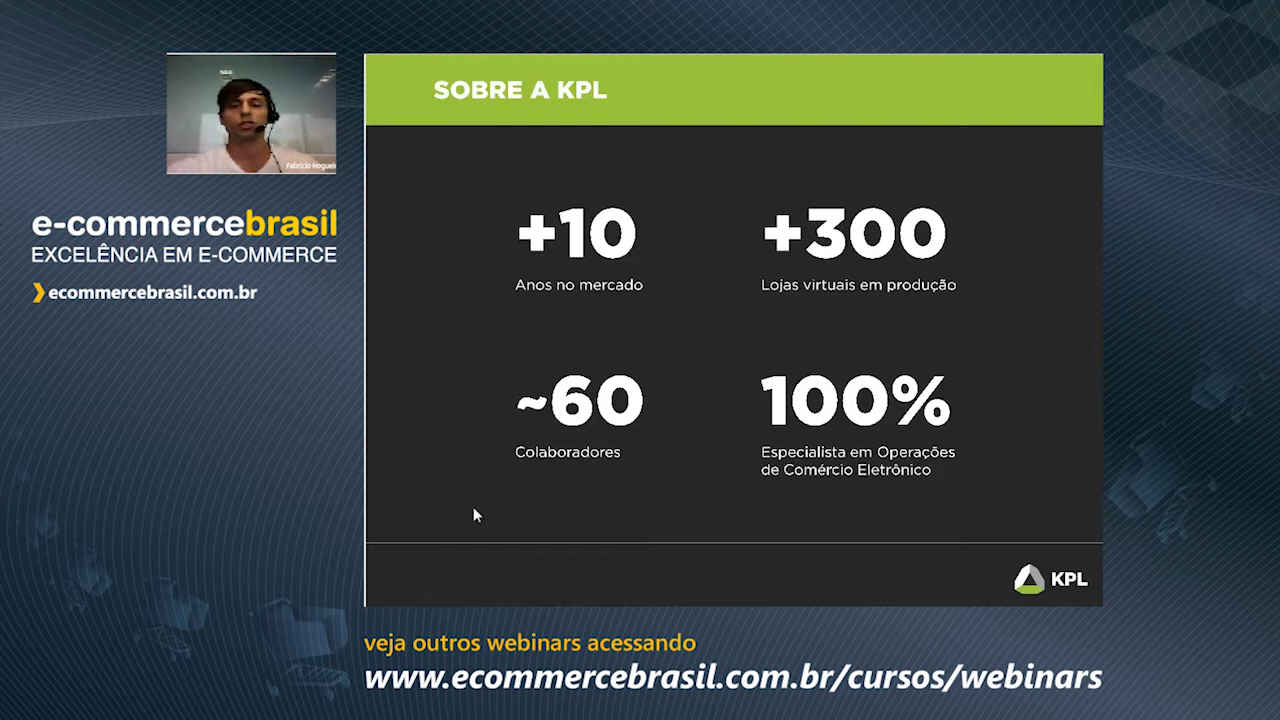 Fabricio Noguei
e-commercebrasil
EXCELÊNCIA EM E-COMMERCE
ecommercebrasil.com.br
SOBRE A KPL
+10
Anos no mercado
+300
Lojas virtuais em produção
~60
Colaboradores
100%
Especialista em Operações
de Comércio Eletrônico
KPL
veja outros webinars acessando
www.ecommercebrasil.com.br/cursos/webinars